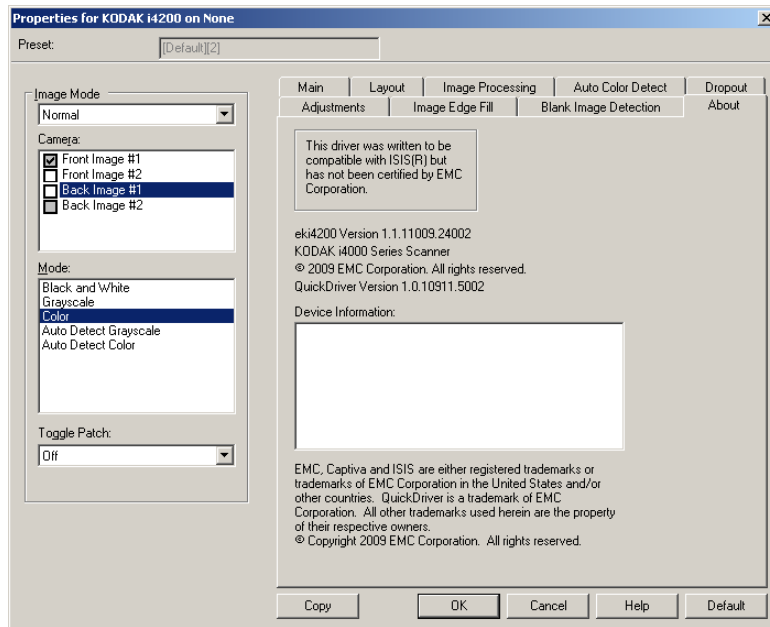 Properties for KODAK i4200 on None
Preset:
[Default][2]
Image Mode
Normal
Camera:
Front Image #1
Front Image #2
Back Image #1
Back Image #2
Mode:
Black and White
Grayscale
Color
Auto Detect Grayscale
Auto Detect Color
Toggle Patch:
Off
Main
Layout
Image Processing
Auto Color Detect
Dropout
Adjustments
Image Edge Fill
Blank Image Detection
About
This driver was written to be
compatible with ISIS(R) but
has not been certified by EMC
Corporation.
eki4200 Version 1.1.11009.24002
KODAK i4000 Series Scanner
© 2009 EMC Corporation. All rights reserved.
QuickDriver Version 1.0.10911.5002
Device Information:
EMC, Captiva and ISIS are either registered trademarks or
trademarks of EMC Corporation in the United States and/or
other countries. QuickDriver is a trademark of EMC
Corporation. All other trademarks used herein are the property
of their respective owners.
© Copyright 2009 EMC Corporation. All rights reserved.
Copy
OK
Cancel
Help
Default